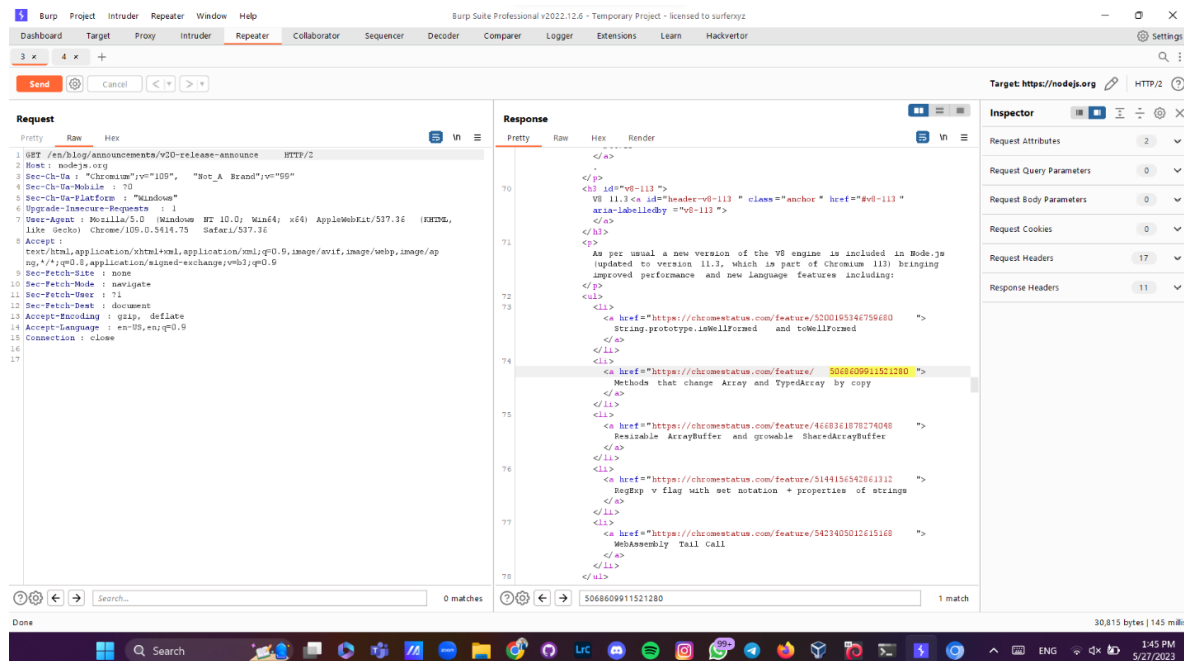 Burp Project Intruder Repeater Window Help
Burp Suite Professional v2022.12.6 - Temporary Project - licensed to surferxyz
Dashboard Target Proxy Intruder Repeater Collaborator Sequencer Decoder Comparer Logger Extensions Learn Hackvertor
Settings
3 × 4 × +
Send Cancel < >
Target: https://nodejs.org HTTP/2
Request
Pretty Raw Hex
\n
1 GET /en/blog/announcements/v20-release-announce HTTP/2
2 Host: nodejs.org
3 Sec-Ch-Ua : "Chromium";v="109", "Not_A Brand";v="99"
4 Sec-Ch-Ua-Mobile : ?0
5 Sec-Ch-Ua-Platform : "Windows"
6 Upgrade-Insecure-Requests : 1
7 User-Agent : Mozilla/5.0 (Windows NT 10.0; Win64; x64) AppleWebKit/537.36 (KHTML,
like Gecko) Chrome/109.0.5414.75 Safari/537.36
8 Accept :
text/html,application/xhtml+xml,application/xml;q=0.9,image/avif,image/webp,image/ap
ng,*/*;q=0.8,application/signed-exchange;v=b3;q=0.9
9 Sec-Fetch-Site : none
10 Sec-Fetch-Mode : navigate
11 Sec-Fetch-User : ?1
12 Sec-Fetch-Dest : document
13 Accept-Encoding : gzip, deflate
14 Accept-Language : en-US,en;q=0.9
15 Connection : close
16
17
Search...
0 matches
Response
Pretty Raw Hex Render
\n
</a>
.
</p>
70 <h3 id="v8-113 ">
V8 11.3<a id="header-v8-113 " class="anchor " href="#v8-113 "
aria-labelledby ="v8-113 ">
</a>
</h3>
71 <p>
As per usual a new version of the V8 engine is included in Node.js
(updated to version 11.3, which is part of Chromium 113) bringing
improved performance and new language features including:
</p>
72 <ul>
73 <li>
<a href="https://chromestatus.com/feature/5200195346759680 ">
String.prototype.isWellFormed and toWellFormed
</a>
</li>
74 <li>
<a href="https://chromestatus.com/feature/ 5068609911521280 ">
Methods that change Array and TypedArray by copy
</a>
</li>
75 <li>
<a href="https://chromestatus.com/feature/4668361878274048 ">
Resizable ArrayBuffer and growable SharedArrayBuffer
</a>
</li>
76 <li>
<a href="https://chromestatus.com/feature/5144156542861312 ">
RegExp v flag with set notation + properties of strings
</a>
</li>
77 <li>
<a href="https://chromestatus.com/feature/5423405012615168 ">
WebAssembly Tail Call
</a>
</li>
78 </ul>
5068609911521280
1 match
Inspector
Request Attributes 2
Request Query Parameters 0
Request Body Parameters 0
Request Cookies 0
Request Headers 17
Response Headers 11
Done
30,815 bytes | 145 milli
Search
LrC
99+
ENG
1:45 PM
5/27/2023